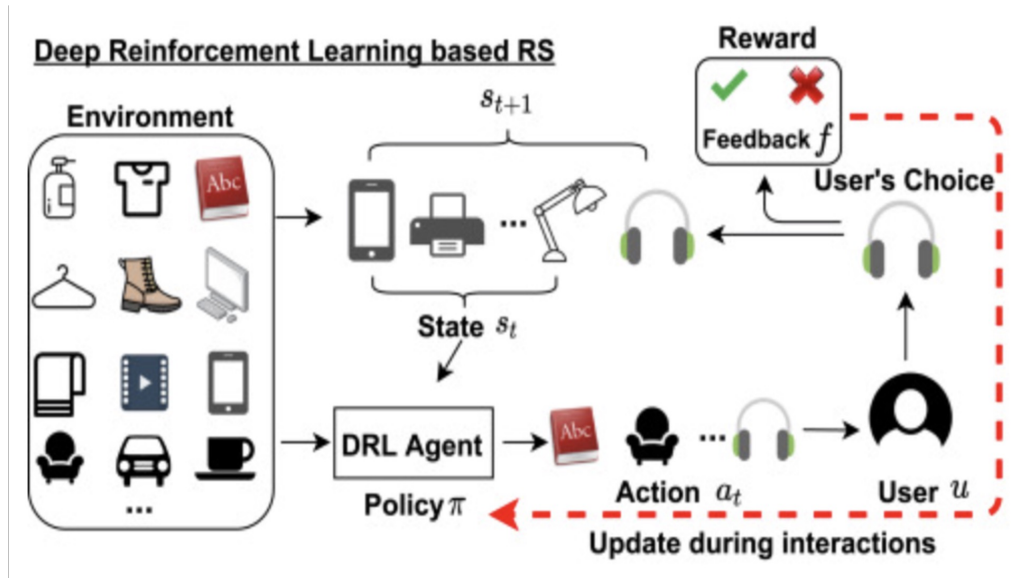 Deep Reinforcement Learning based RS
Reward
Environment
s_{t+1}
Feedback f
User's Choice
Abc
...
State s_t
DRL Agent
Abc
...
Policy π
Action a_t
User u
...
Update during interactions